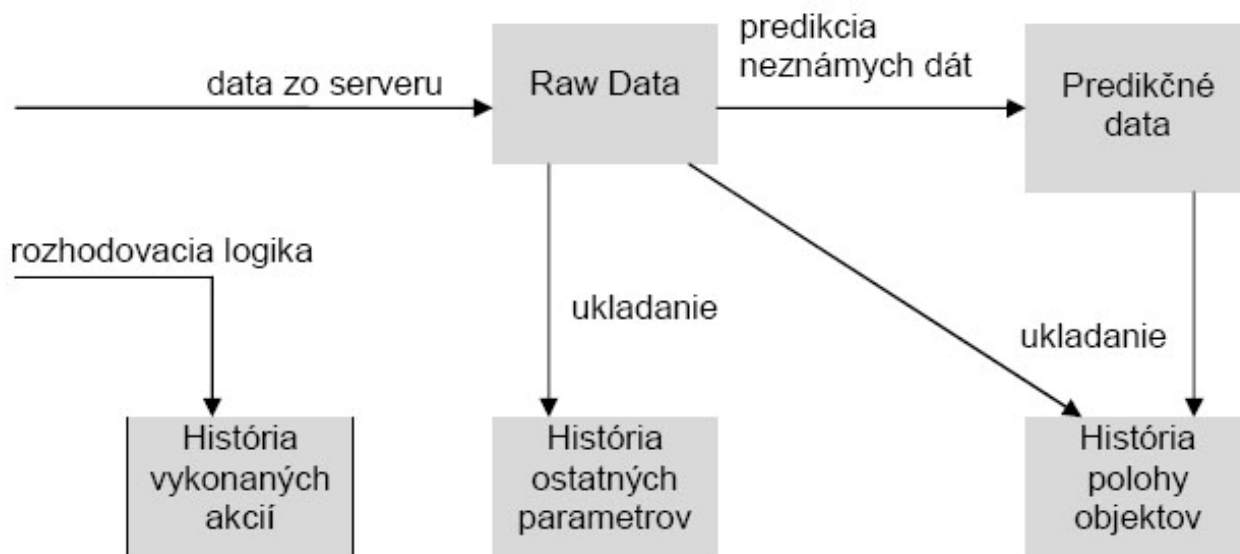 predikcia
neznámych dát
data zo serveru
Raw Data
Predikčné
data
rozhodovacia logika
ukladanie
ukladanie
História
vykonaných
akcií
História
ostatných
parametrov
História
polohy
objektov